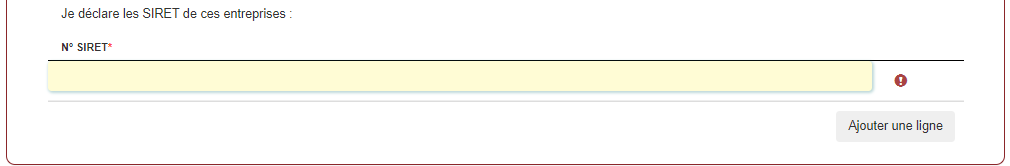 Je déclare les SIRET de ces entreprises :
N° SIRET*
Ajouter une ligne